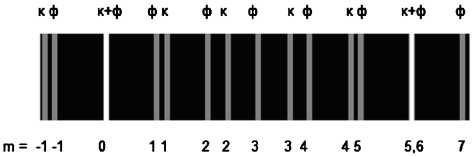 к ф к+ф ф к ф к ф к ф к ф к+ф ф
m = -1 -1 0 1 1 2 2 3 3 4 4 5 5,6 7